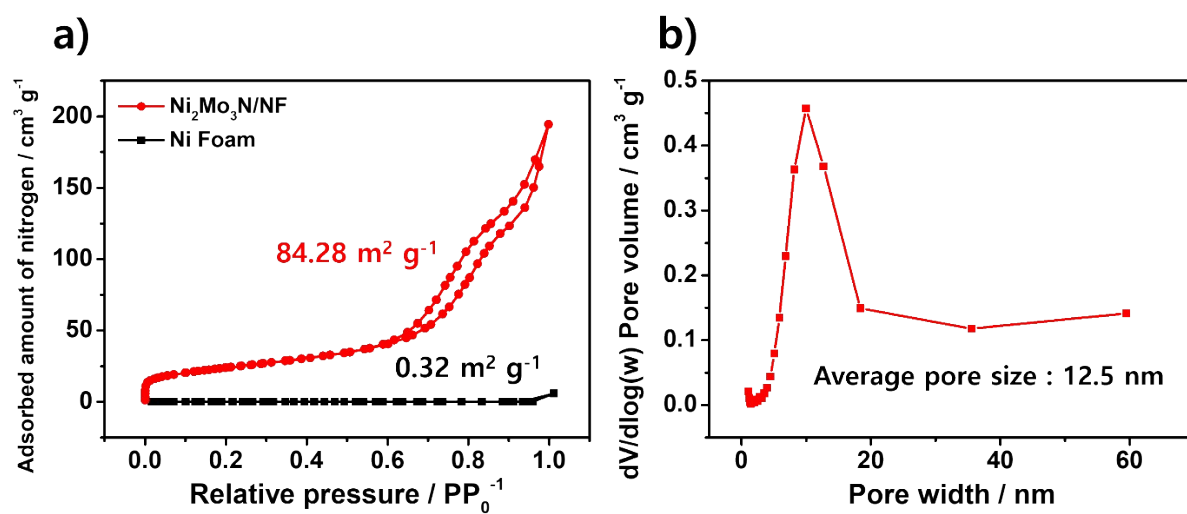 a)
Adsorbed amount of nitrogen / cm³ g⁻¹
200
150
100
50
0
Ni₂Mo₃N/NF
Ni Foam
84.28 m² g⁻¹
0.32 m² g⁻¹
0.0 0.2 0.4 0.6 0.8 1.0
Relative pressure / PP₀⁻¹
b)
dV/dlog(w) Pore volume / cm³ g⁻¹
0.5
0.4
0.3
0.2
0.1
0.0
Average pore size : 12.5 nm
0 20 40 60
Pore width / nm